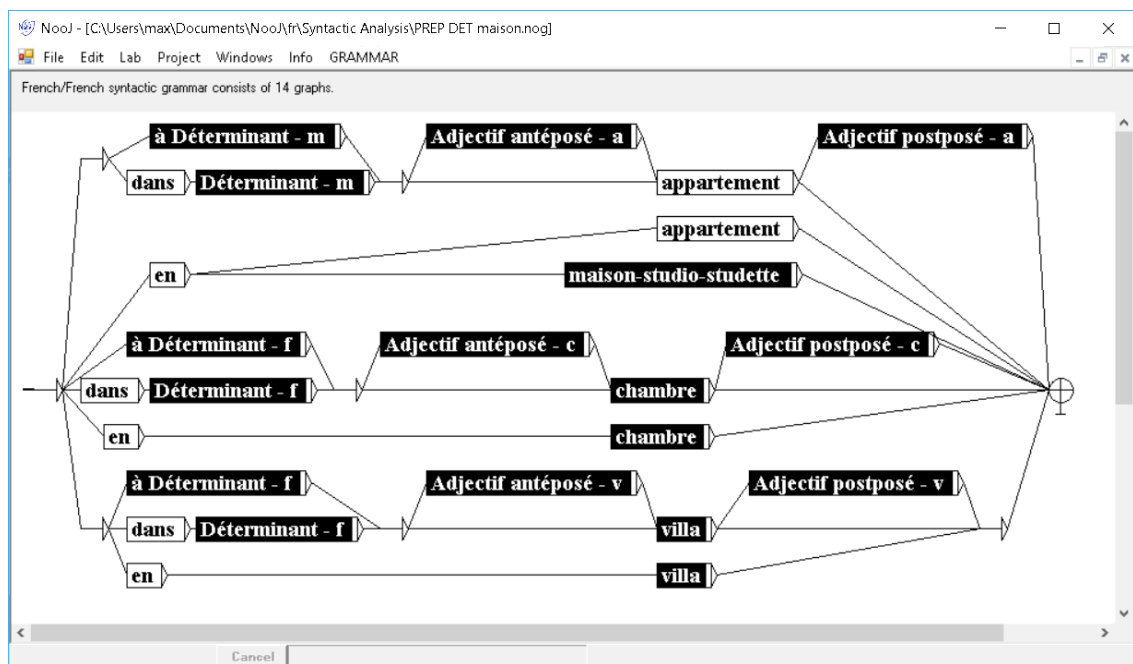 NooJ - [C:\Users\max\Documents\NooJ\fr\Syntactic Analysis\PREP DET maison.nog]
File Edit Lab Project Windows Info GRAMMAR
French/French syntactic grammar consists of 14 graphs.
à Déterminant - m Adjectif antéposé - a Adjectif postposé - a
dans Déterminant - m appartement
appartement
en maison-studio-studette
à Déterminant - f Adjectif antéposé - c Adjectif postposé - c
dans Déterminant - f chambre
en chambre
à Déterminant - f Adjectif antéposé - v Adjectif postposé - v
dans Déterminant - f villa
en villa
Cancel